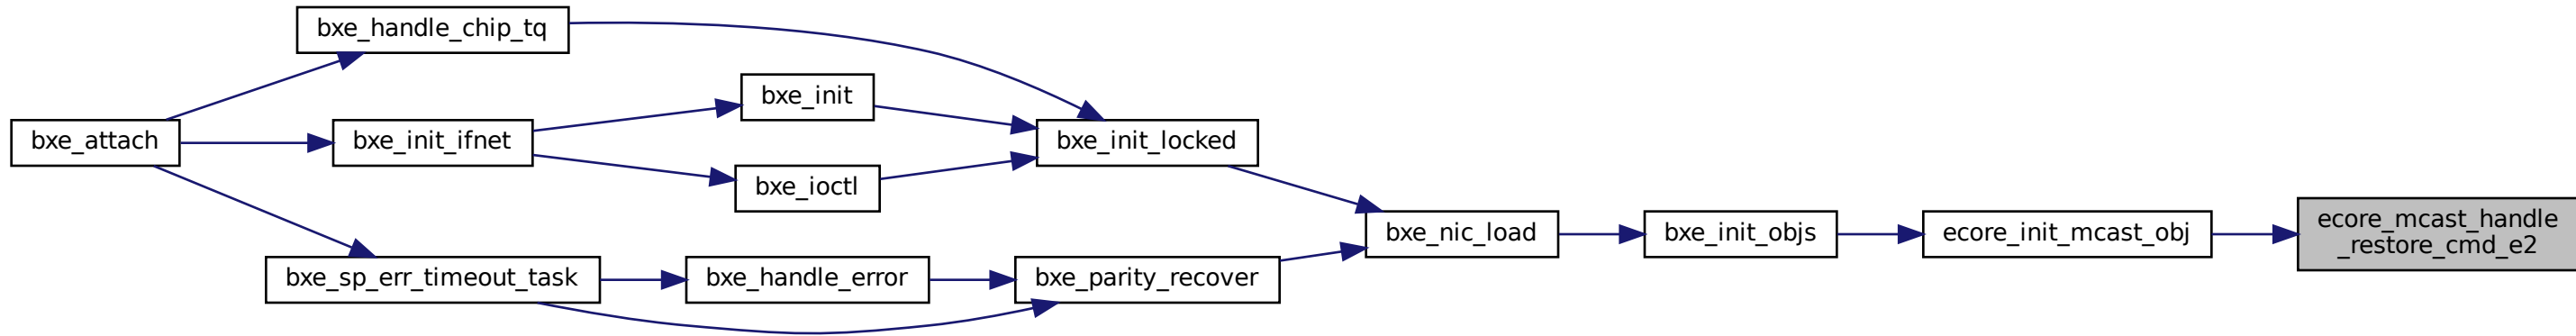 bxe_handle_chip_tq
bxe_init
bxe_attach
bxe_init_ifnet
bxe_init_locked
bxe_ioctl
bxe_nic_load
bxe_init_objs
ecore_init_mcast_obj
ecore_mcast_handle
_restore_cmd_e2
bxe_sp_err_timeout_task
bxe_handle_error
bxe_parity_recover